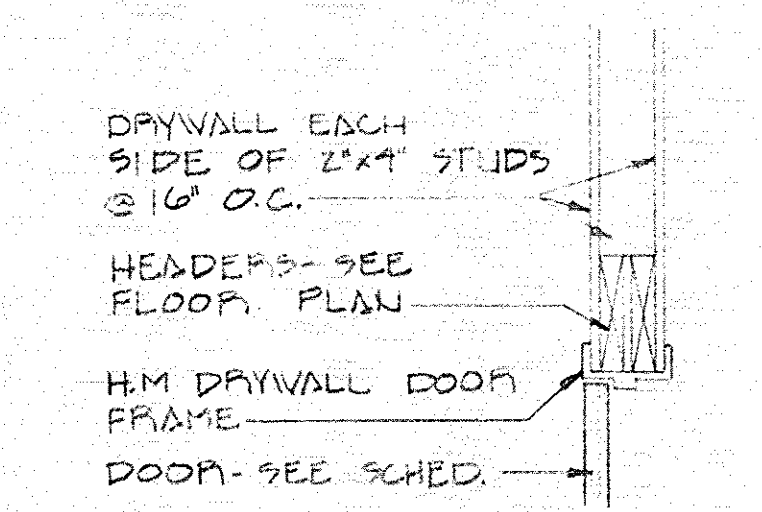 DRYWALL EACH
SIDE OF 2"x4" STUDS
@ 16" O.C.
HEADERS- SEE
FLOOR PLAN
H.M DRYWALL DOOR
FRAME
DOOR- SEE SCHED.